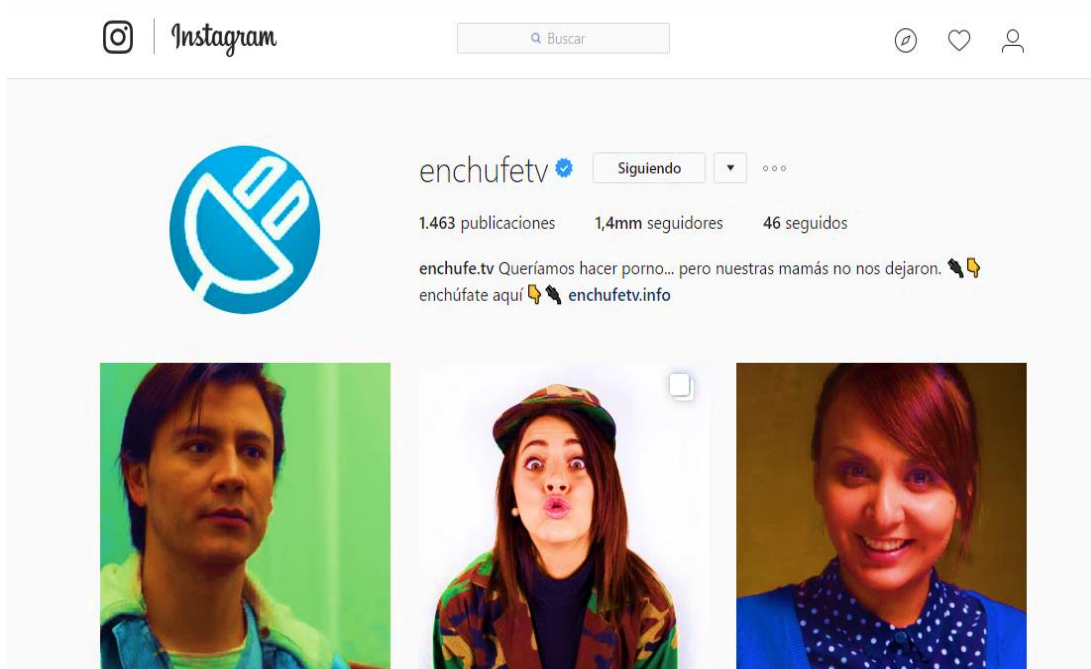 Instagram
Buscar
enchufetv Siguiendo
1.463 publicaciones 1,4mm seguidores 46 seguidos
enchufe.tv Queríamos hacer porno... pero nuestras mamás no nos dejaron.
enchúfate aquí enchufetv.info